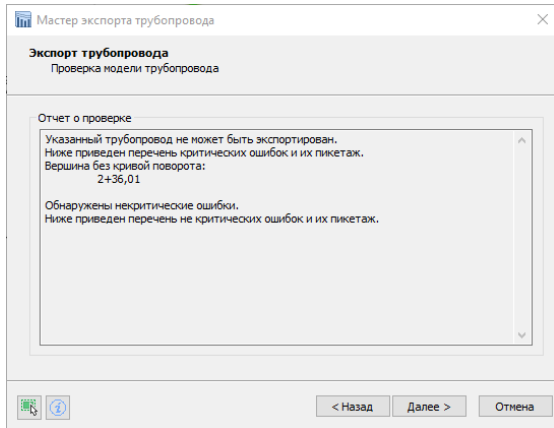 Мастер экспорта трубопровода
Экспорт трубопровода
Проверка модели трубопровода
Отчет о проверке
Указанный трубопровод не может быть экспортирован.
Ниже приведен перечень критических ошибок и их пикетаж.
Вершина без кривой поворота:
2+36,01
Обнаружены некритические ошибки.
Ниже приведен перечень не критических ошибок и их пикетаж.
< Назад
Далее >
Отмена